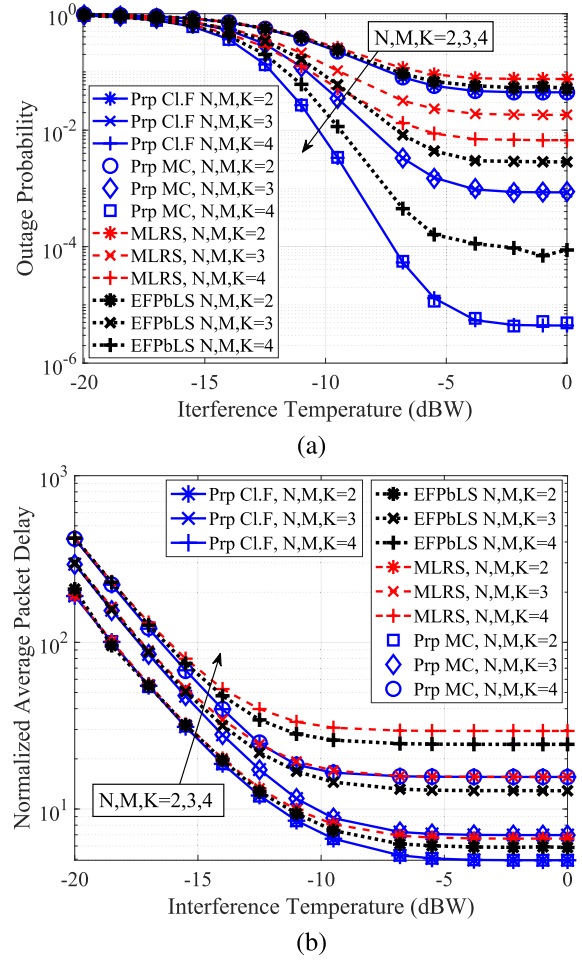 10^0
10^-2
10^-4
10^-6
Outage Probability
N,M,K=2,3,4
Prp Cl.F N,M,K=2
Prp Cl.F N,M,K=3
Prp Cl.F N,M,K=4
Prp MC, N,M,K=2
Prp MC, N,M,K=3
Prp MC, N,M,K=4
MLRS, N,M,K=2
MLRS, N,M,K=3
MLRS, N,M,K=4
EFPbLS N,M,K=2
EFPbLS N,M,K=3
EFPbLS N,M,K=4
-20 -15 -10 -5 0
Iterference Temperature (dBW)
(a)
10^3
10^2
10^1
Normalized Average Packet Delay
Prp Cl.F, N,M,K=2
Prp Cl.F, N,M,K=3
Prp Cl.F, N,M,K=4
EFPbLS N,M,K=2
EFPbLS N,M,K=3
EFPbLS N,M,K=4
MLRS, N,M,K=2
MLRS, N,M,K=3
MLRS, N,M,K=4
Prp MC, N,M,K=2
Prp MC, N,M,K=3
Prp MC, N,M,K=4
N,M,K=2,3,4
-20 -15 -10 -5 0
Interference Temperature (dBW)
(b)